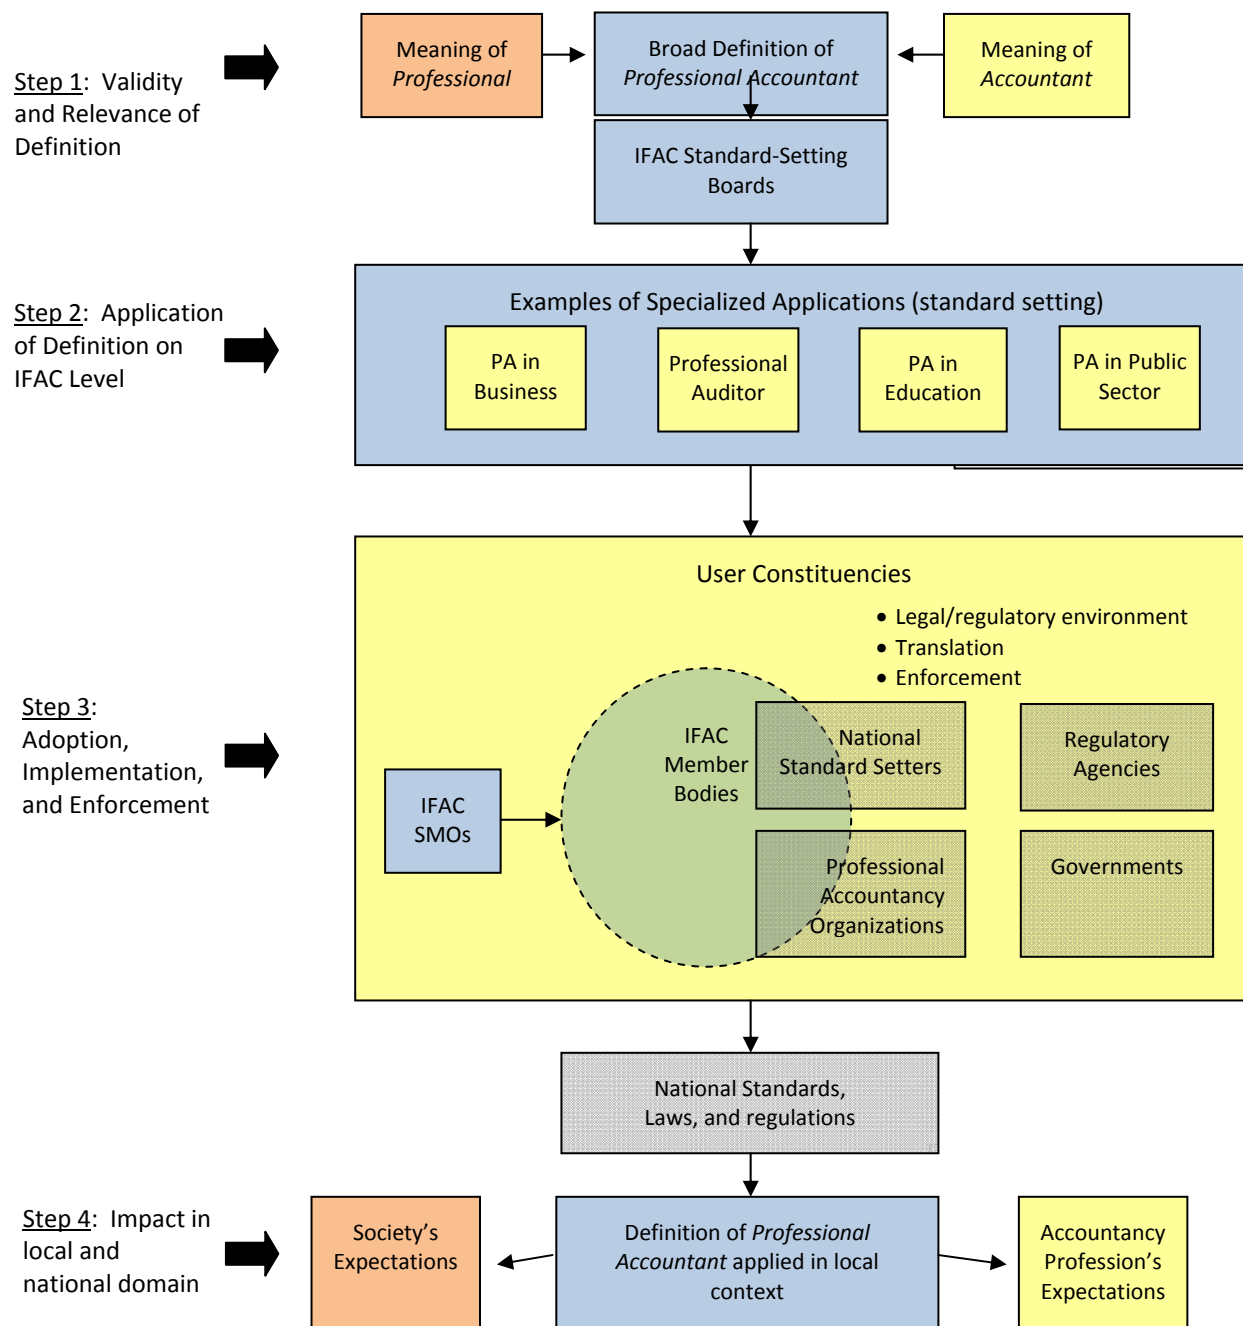 Meaning of
Professional
Broad Definition of
Professional Accountant
Meaning of
Accountant
Step 1: Validity
and Relevance of
Definition
IFAC Standard-Setting
Boards
Step 2: Application
of Definition on
IFAC Level
Examples of Specialized Applications (standard setting)
PA in
Business
Professional
Auditor
PA in
Education
PA in Public
Sector
User Constituencies
• Legal/regulatory environment
• Translation
• Enforcement
Step 3:
Adoption,
Implementation,
and Enforcement
IFAC
SMOs
IFAC
Member
Bodies
National
Standard Setters
Regulatory
Agencies
Professional
Accountancy
Organizations
Governments
National Standards,
Laws, and regulations
Step 4: Impact in
local and
national domain
Society’s
Expectations
Definition of Professional
Accountant applied in local
context
Accountancy
Profession’s
Expectations